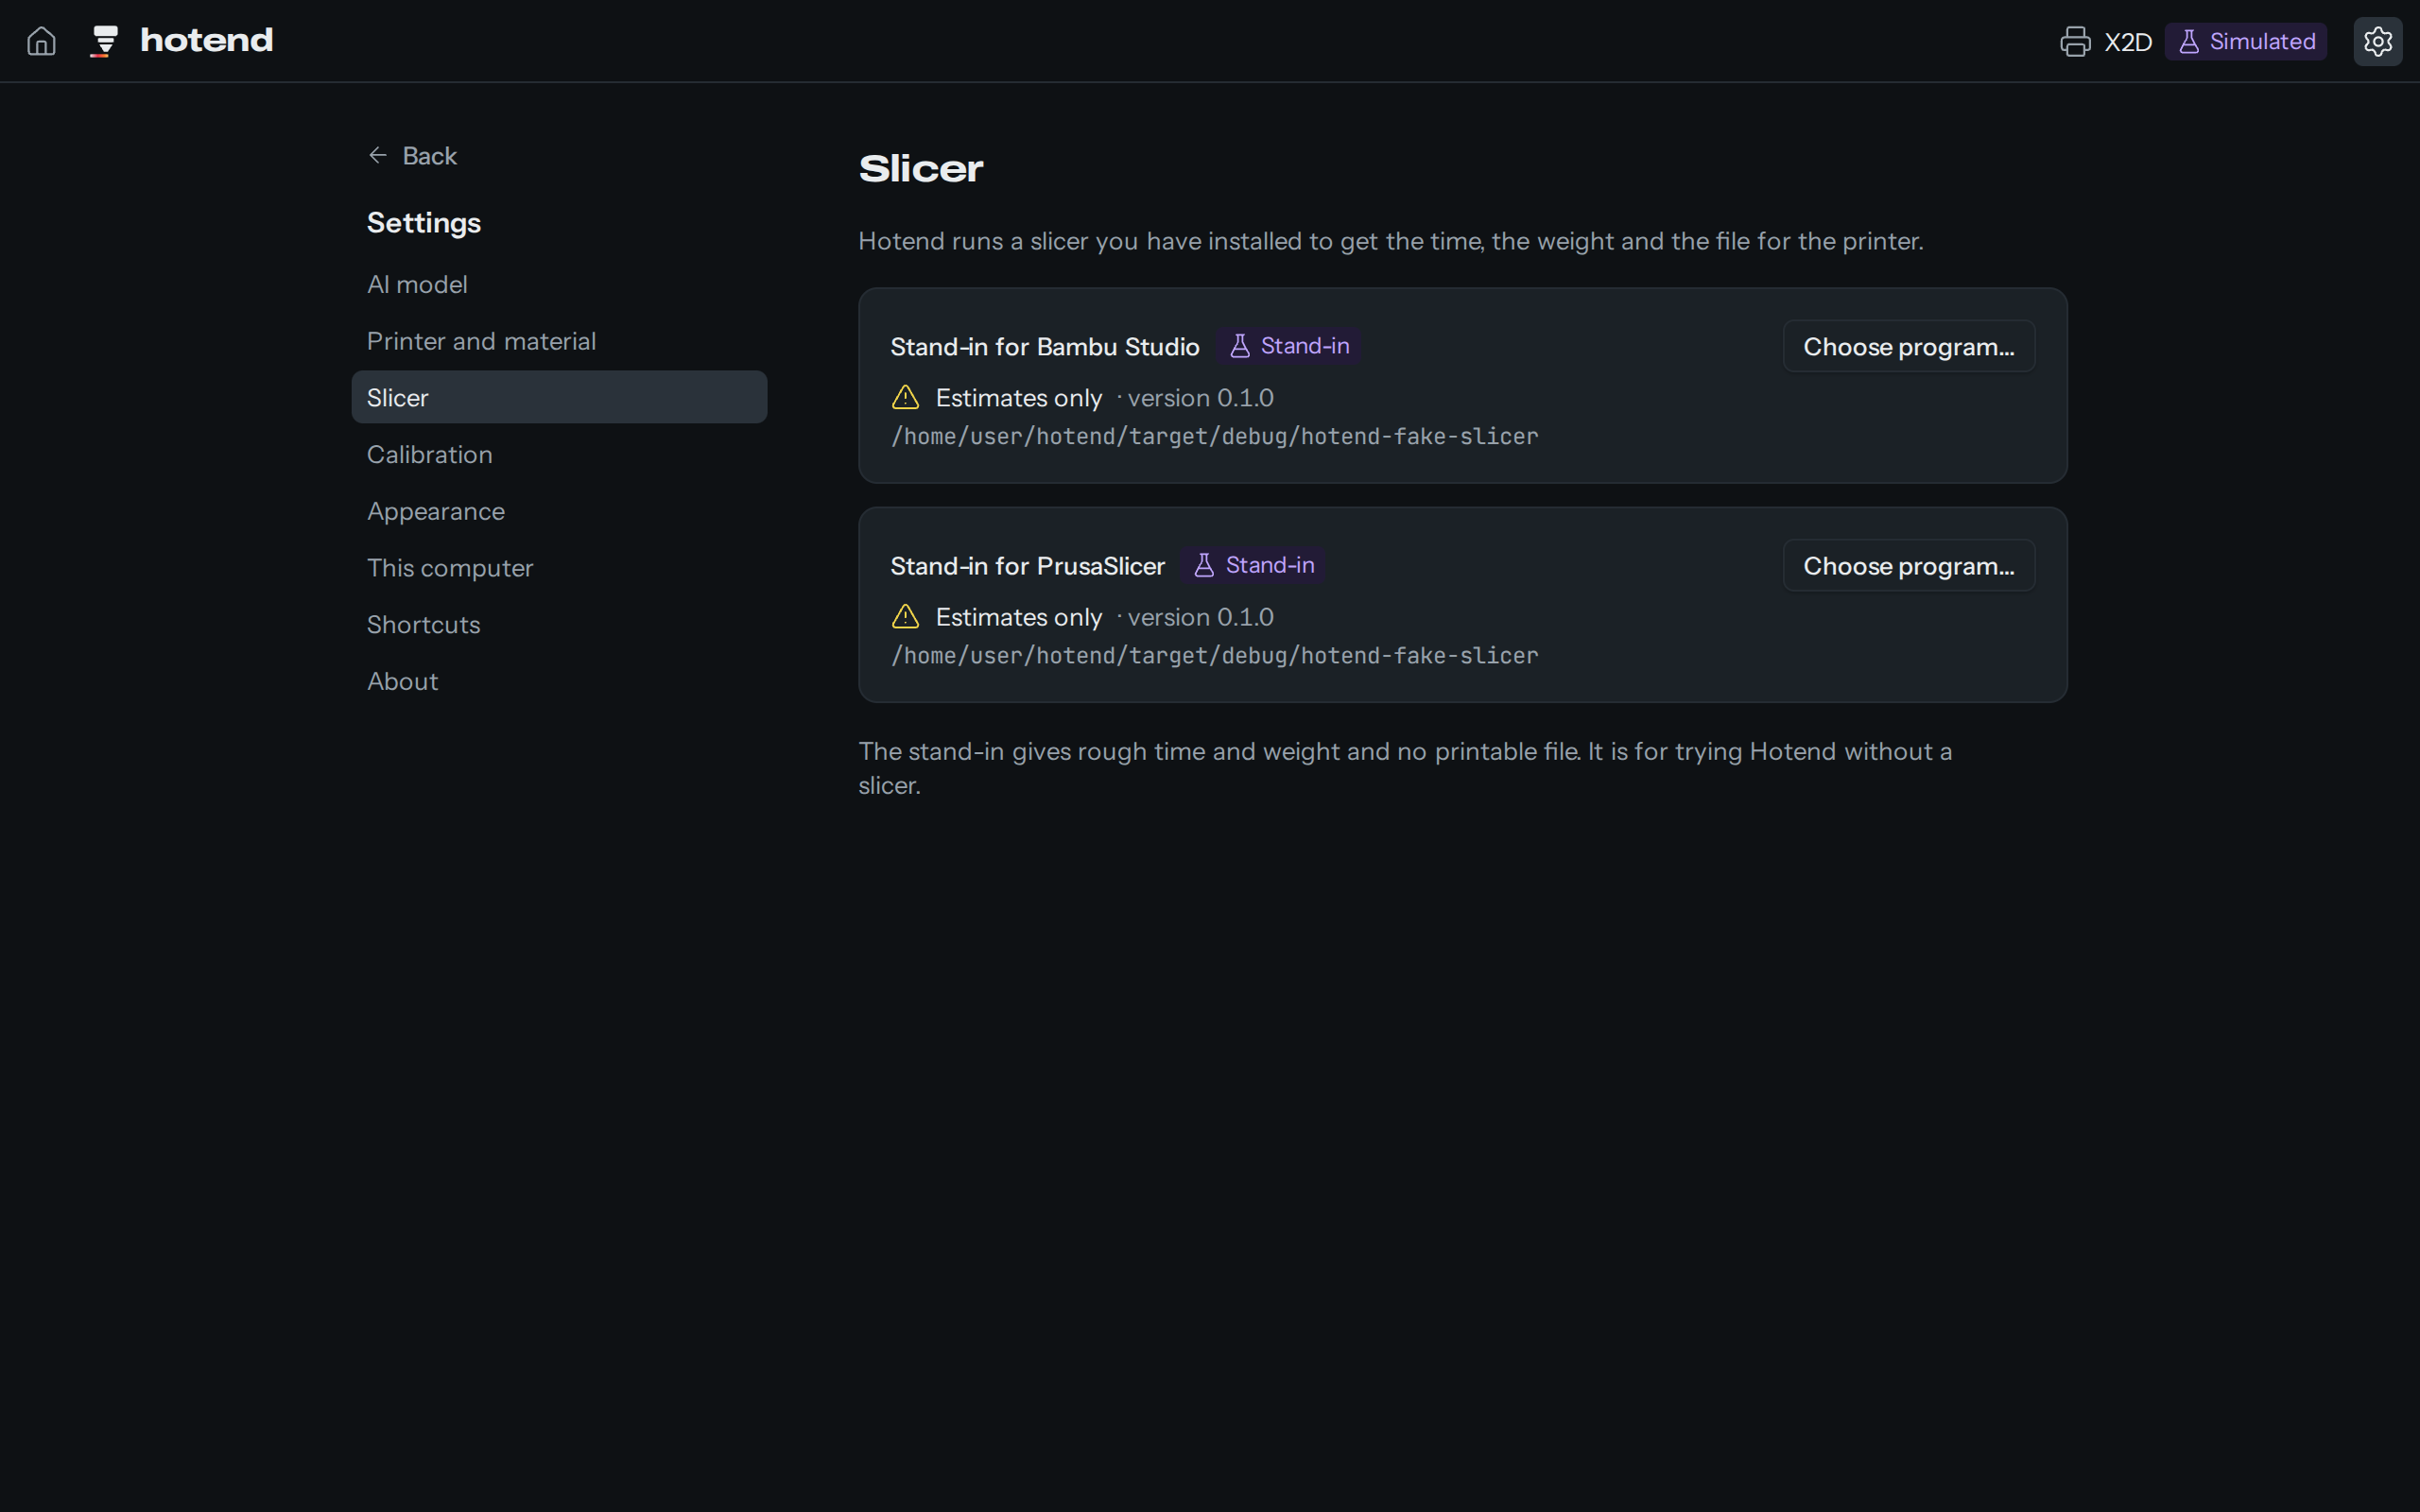 hotend
X2D
Simulated
Back
Settings
AI model
Printer and material
Slicer
Calibration
Appearance
This computer
Shortcuts
About
Slicer
Hotend runs a slicer you have installed to get the time, the weight and the file for the printer.
Stand-in for Bambu Studio Stand-in Choose program...
Estimates only · version 0.1.0
/home/user/hotend/target/debug/hotend-fake-slicer
Stand-in for PrusaSlicer Stand-in Choose program...
Estimates only · version 0.1.0
/home/user/hotend/target/debug/hotend-fake-slicer
The stand-in gives rough time and weight and no printable file. It is for trying Hotend without a
slicer.